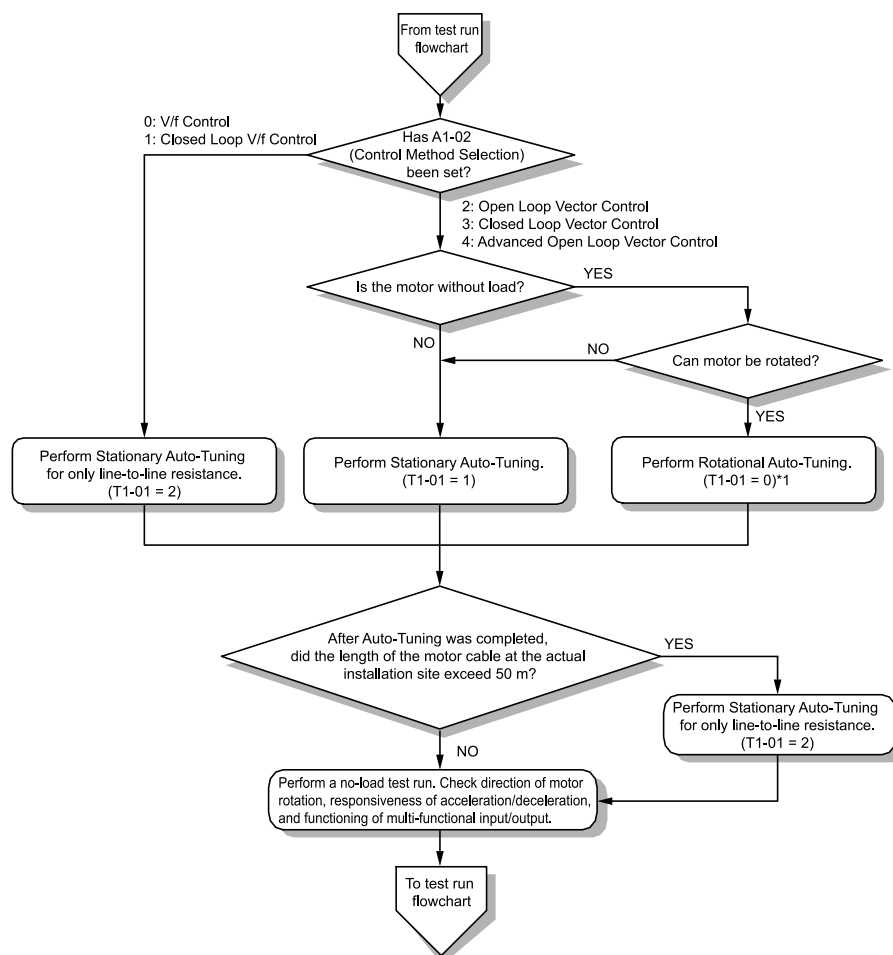 From test run
flowchart
0: V/f Control
1: Closed Loop V/f Control
Has A1-02
(Control Method Selection)
been set?
2: Open Loop Vector Control
3: Closed Loop Vector Control
4: Advanced Open Loop Vector Control
Is the motor without load?
YES
NO
NO
Can motor be rotated?
YES
Perform Stationary Auto-Tuning
for only line-to-line resistance.
(T1-01 = 2)
Perform Stationary Auto-Tuning.
(T1-01 = 1)
Perform Rotational Auto-Tuning.
(T1-01 = 0)*1
After Auto-Tuning was completed,
did the length of the motor cable at the actual
installation site exceed 50 m?
YES
Perform Stationary Auto-Tuning
for only line-to-line resistance.
(T1-01 = 2)
NO
Perform a no-load test run. Check direction of motor
rotation, responsiveness of acceleration/deceleration,
and functioning of multi-functional input/output.
To test run
flowchart